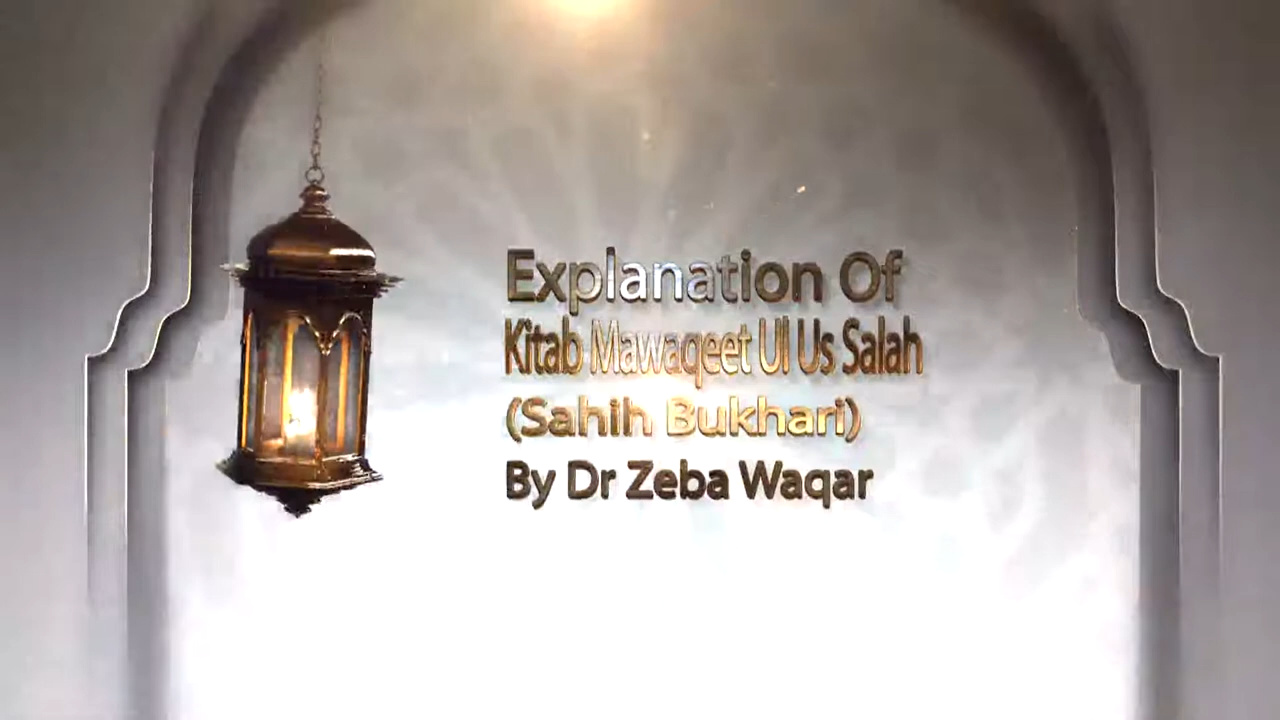 Explanation Of
Kitab Mawaqeet Ul Us Salah
(Sahih Bukhari)
By Dr Zeba Waqar